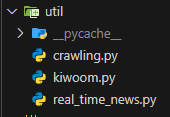 util
__pycache__
crawling.py
kiwoom.py
real_time_news.py